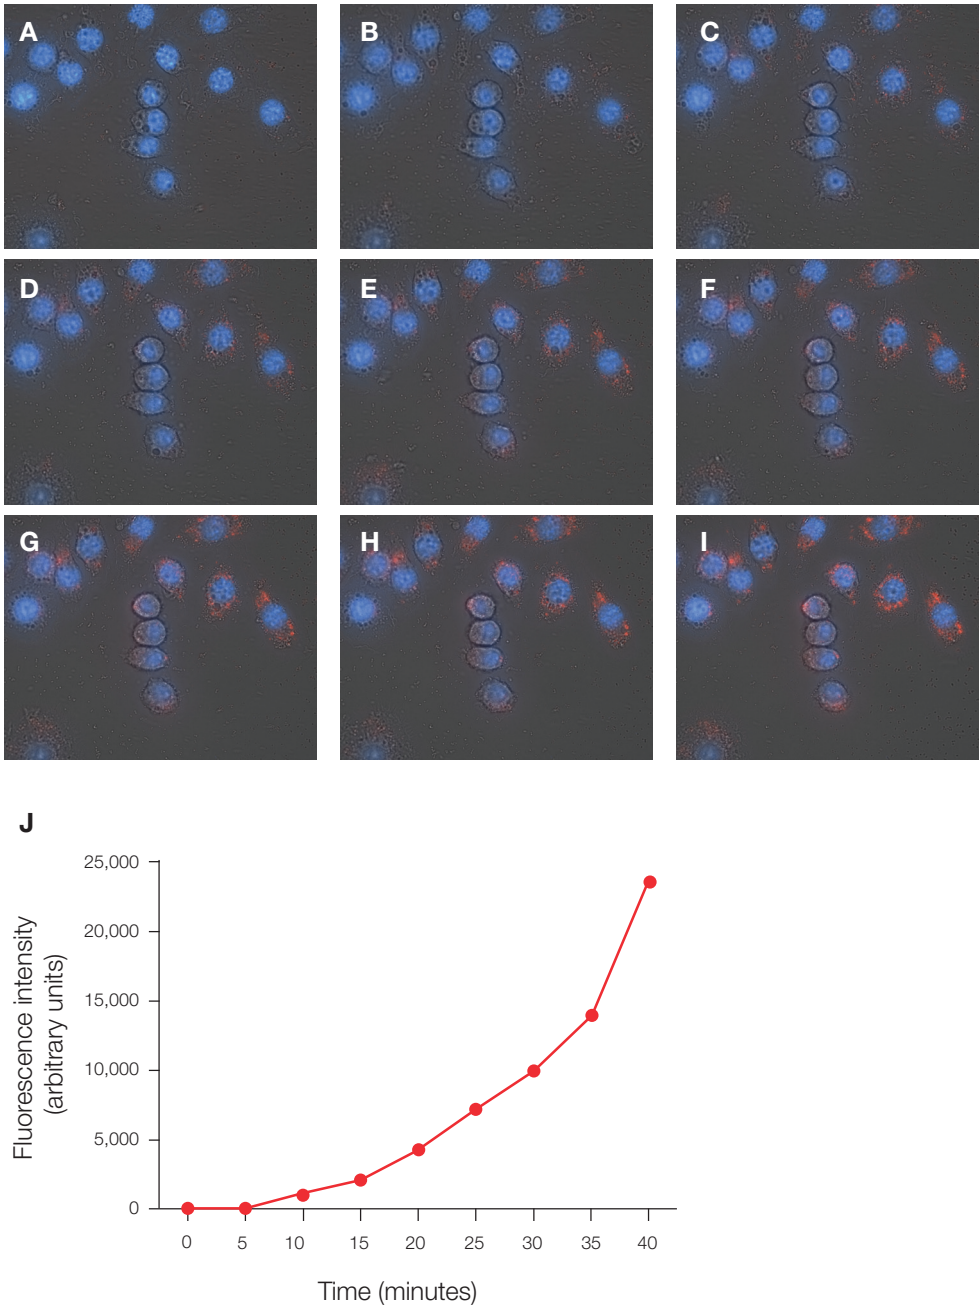 A
B
C
D
E
F
G
H
I
J
25,000
20,000
15,000
10,000
5,000
0
Fluorescence intensity
(arbitrary units)
0 5 10 15 20 25 30 35 40
Time (minutes)